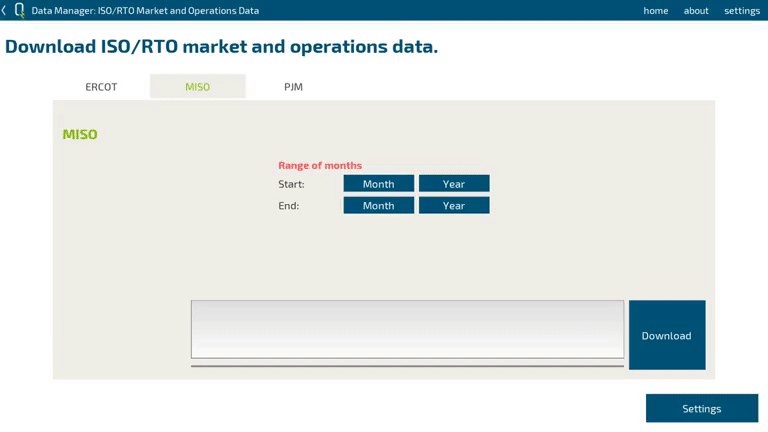 Data Manager: ISO/RTO Market and Operations Data
home about settings
Download ISO/RTO market and operations data.
ERCOT MISO PJM
MISO
Range of months
Start: Month Year
End: Month Year
Download
Settings